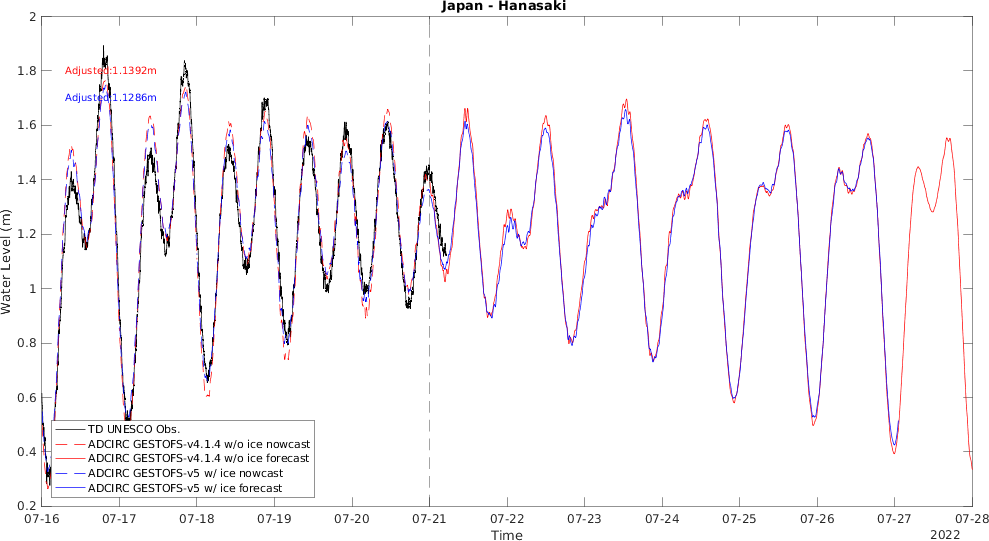 Japan - Hanasaki
Water Level (m)
2
1.8
1.6
1.4
1.2
1
0.8
0.6
0.4
0.2
Adjusted:1.1392m
Adjusted:1.1286m
TD UNESCO Obs.
ADCIRC GESTOFS-v4.1.4 w/o ice nowcast
ADCIRC GESTOFS-v4.1.4 w/o ice forecast
ADCIRC GESTOFS-v5 w/ ice nowcast
ADCIRC GESTOFS-v5 w/ ice forecast
07-16 07-17 07-18 07-19 07-20 07-21 07-22 07-23 07-24 07-25 07-26 07-27 07-28
Time
2022